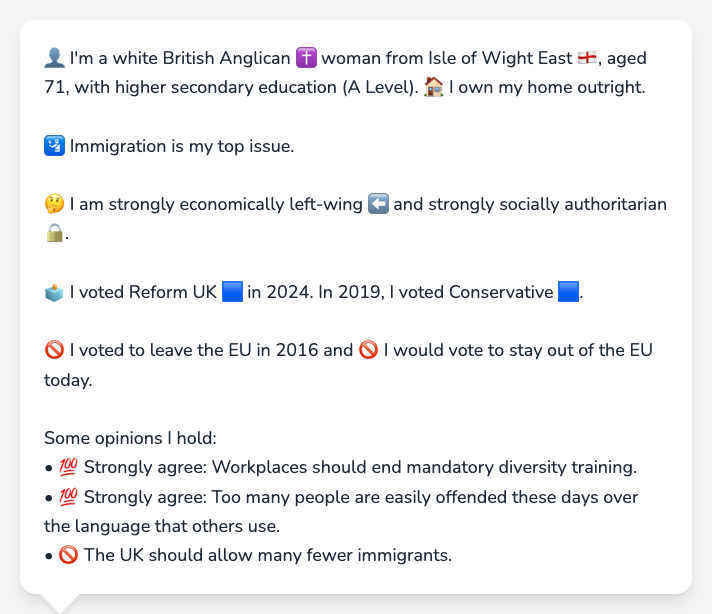 👤 I'm a white British Anglican ✝️ woman from Isle of Wight East 🏴󠁧󠁢󠁥󠁮󠁧󠁿, aged
71, with higher secondary education (A Level). 🏠 I own my home outright.
🛂 Immigration is my top issue.
🤔 I am strongly economically left-wing ⬅️ and strongly socially authoritarian
🔒.
🗳️ I voted Reform UK 🟦 in 2024. In 2019, I voted Conservative 🟦.
🚫 I voted to leave the EU in 2016 and 🚫 I would vote to stay out of the EU
today.
Some opinions I hold:
• 💯 Strongly agree: Workplaces should end mandatory diversity training.
• 💯 Strongly agree: Too many people are easily offended these days over
the language that others use.
• 🚫 The UK should allow many fewer immigrants.